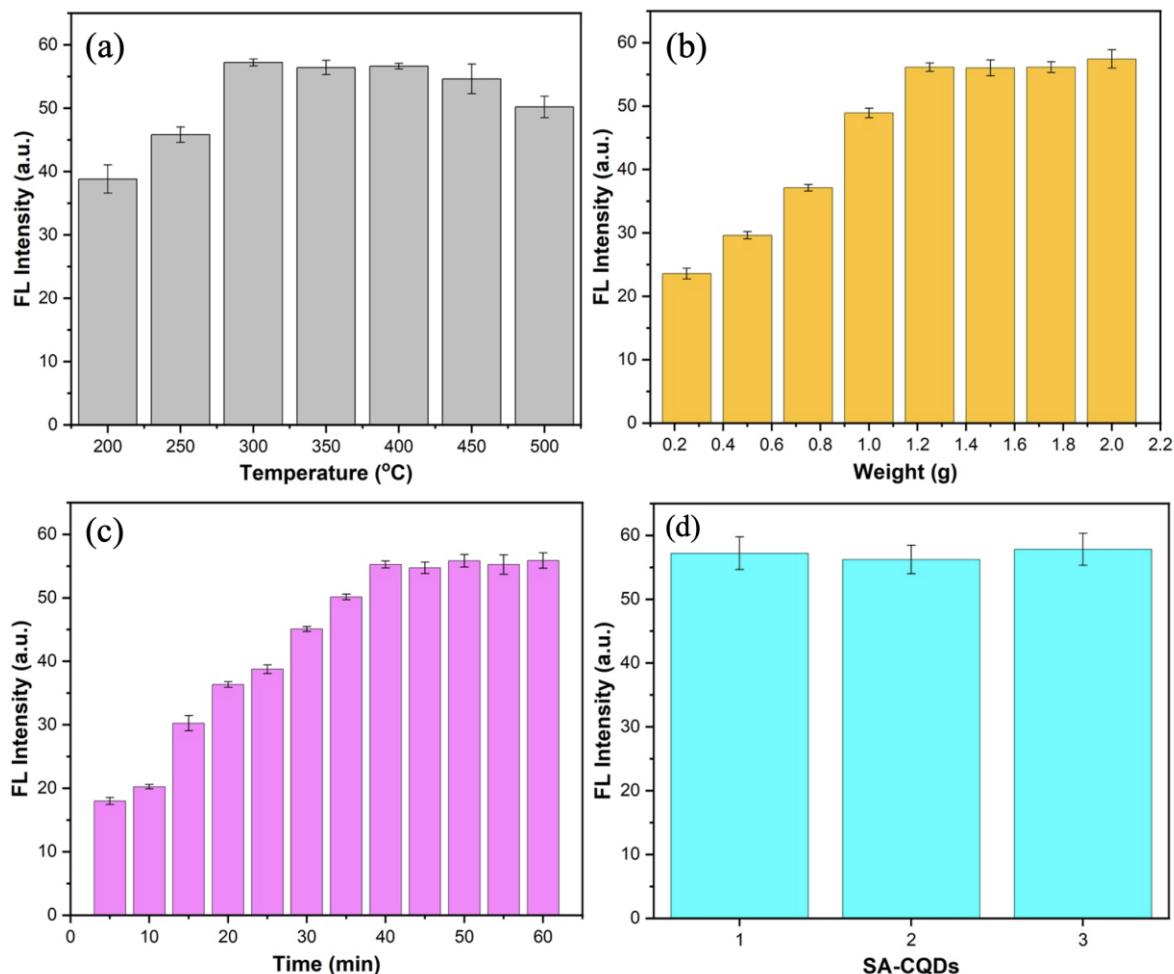 (a)
FL Intensity (a.u.)
60
50
40
30
20
10
0
200 250 300 350 400 450 500
Temperature (°C)
(b)
FL Intensity (a.u.)
60
50
40
30
20
10
0
0.2 0.4 0.6 0.8 1.0 1.2 1.4 1.6 1.8 2.0 2.2
Weight (g)
(c)
FL Intensity (a.u.)
60
50
40
30
20
10
0
0 10 20 30 40 50 60
Time (min)
(d)
FL Intensity (a.u.)
60
50
40
30
20
10
0
1 2 3
SA-CQDs